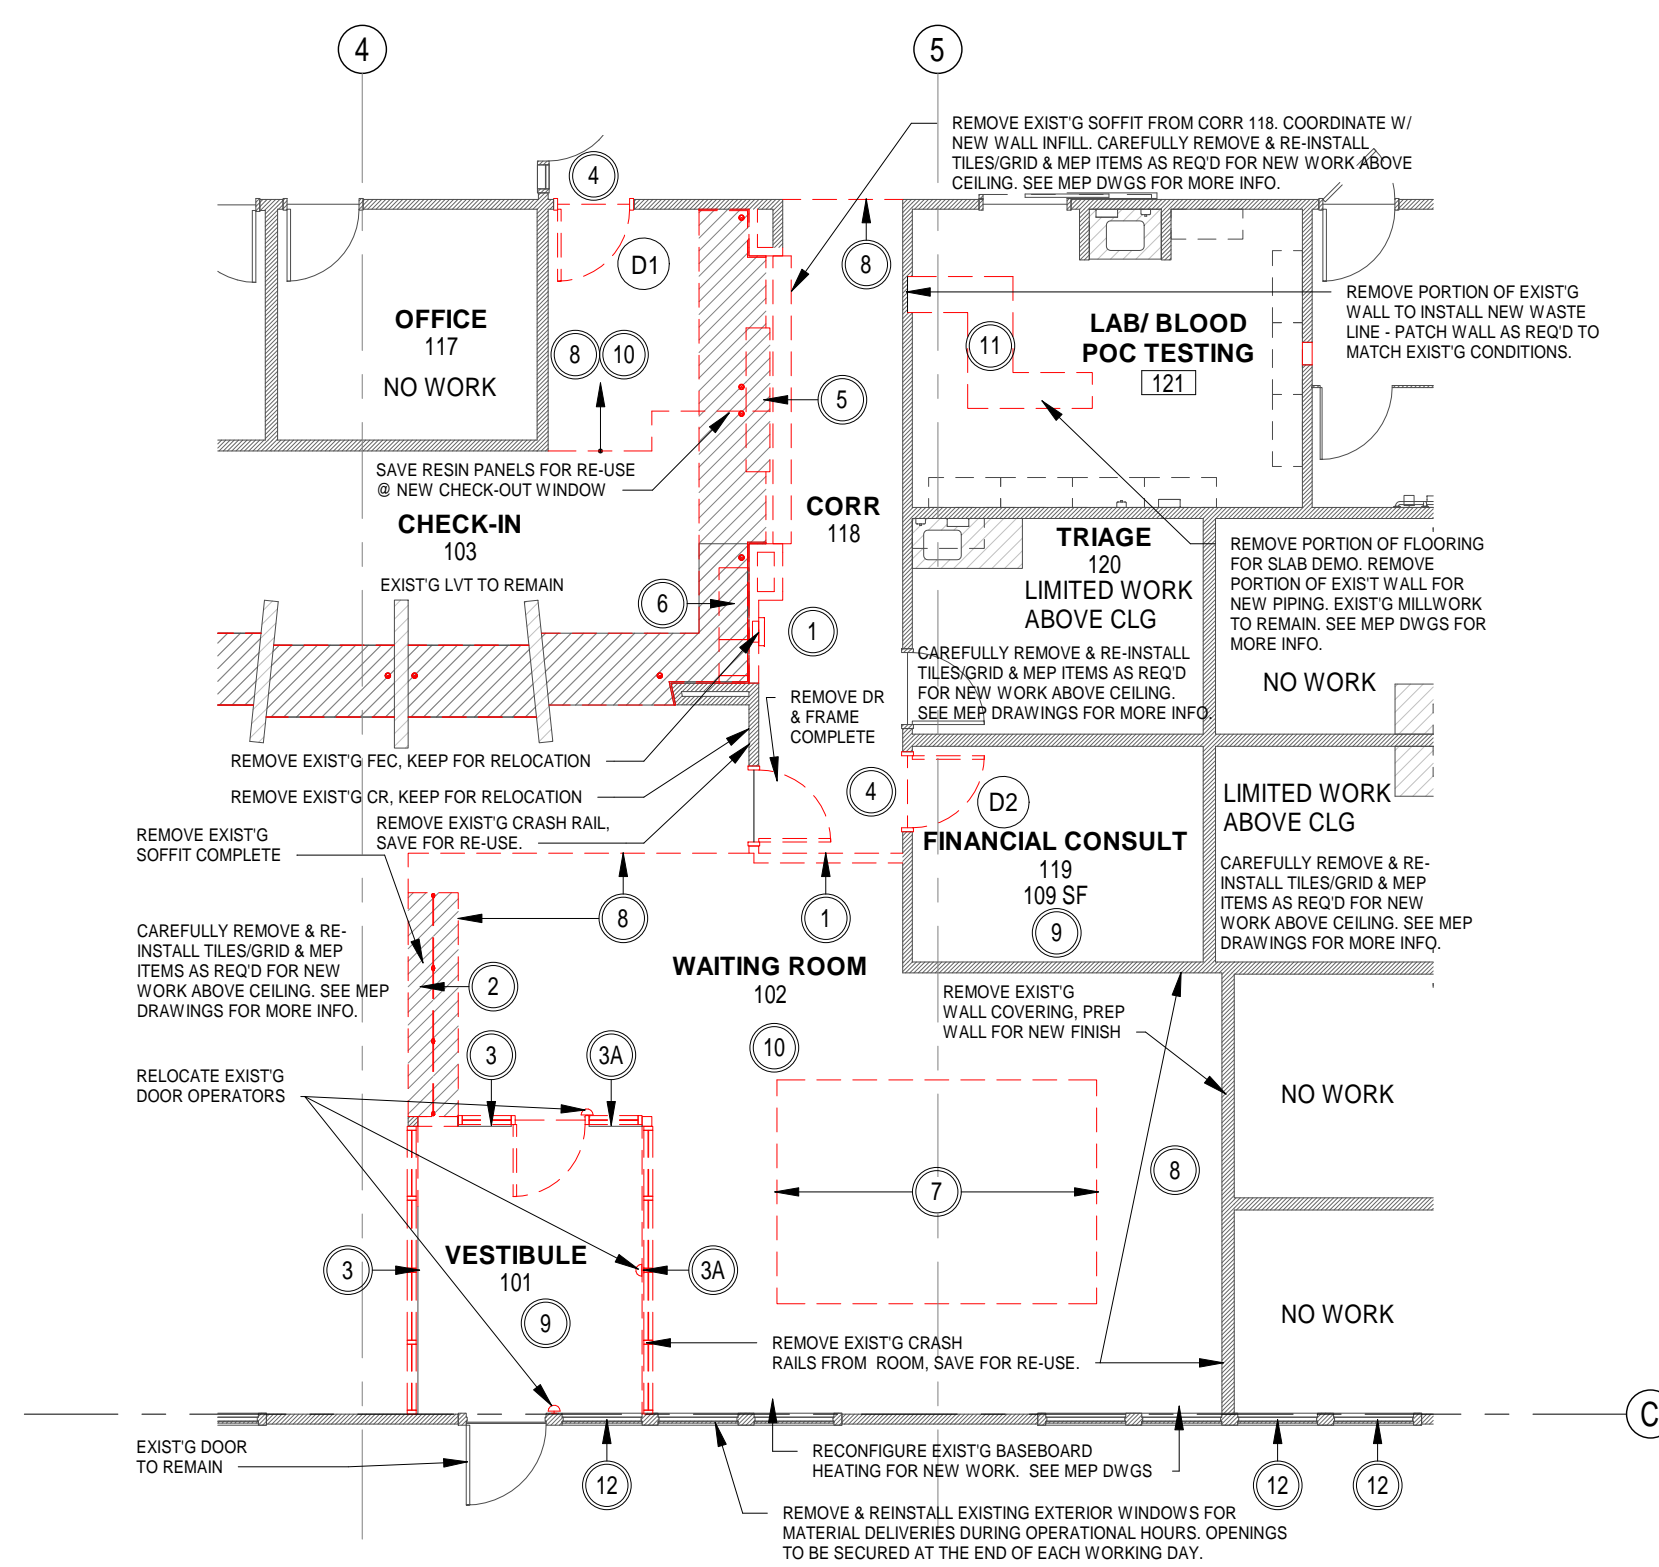 4
5
REMOVE EXIST'G SOFFIT FROM CORR 118. COORDINATE W/
NEW WALL INFILL. CAREFULLY REMOVE & RE-INSTALL
TILES/GRID & MEP ITEMS AS REQ'D FOR NEW WORK ABOVE
CEILING. SEE MEP DWGS FOR MORE INFO.
4
D1
8
OFFICE
117
NO WORK
8
10
5
11
LAB/ BLOOD
POC TESTING
121
REMOVE PORTION OF EXIST'G
WALL TO INSTALL NEW WASTE
LINE - PATCH WALL AS REQ'D TO
MATCH EXIST'G CONDITIONS.
SAVE RESIN PANELS FOR RE-USE
@ NEW CHECK-OUT WINDOW
CHECK-IN
103
EXIST'G LVT TO REMAIN
CORR
118
6
1
TRIAGE
120
LIMITED WORK
ABOVE CLG
CAREFULLY REMOVE & RE-INSTALL
TILES/GRID & MEP ITEMS AS REQ'D
FOR NEW WORK ABOVE CEILING.
SEE MEP DRAWINGS FOR MORE INFO.
REMOVE PORTION OF FLOORING
FOR SLAB DEMO. REMOVE
PORTION OF EXIS'T WALL FOR
NEW PIPING. EXIST'G MILLWORK
TO REMAIN. SEE MEP DWGS FOR
MORE INFO.
NO WORK
REMOVE DR
& FRAME
COMPLETE
REMOVE EXIST'G FEC, KEEP FOR RELOCATION
REMOVE EXIST'G CR, KEEP FOR RELOCATION
REMOVE EXIST'G CRASH RAIL,
SAVE FOR RE-USE.
4
D2
FINANCIAL CONSULT
119
109 SF
9
LIMITED WORK
ABOVE CLG
CAREFULLY REMOVE & RE-
INSTALL TILES/GRID & MEP
ITEMS AS REQ'D FOR NEW
WORK ABOVE CEILING. SEE MEP
DRAWINGS FOR MORE INFO.
REMOVE EXIST'G
SOFFIT COMPLETE
8
1
CAREFULLY REMOVE & RE-
INSTALL TILES/GRID & MEP
ITEMS AS REQ'D FOR NEW
WORK ABOVE CEILING. SEE MEP
DRAWINGS FOR MORE INFO.
2
WAITING ROOM
102
10
REMOVE EXIST'G
WALL COVERING, PREP
WALL FOR NEW FINISH
3
3A
RELOCATE EXIST'G
DOOR OPERATORS
NO WORK
8
7
3
VESTIBULE
101
9
3A
NO WORK
REMOVE EXIST'G CRASH
RAILS FROM ROOM, SAVE FOR RE-USE.
C
EXIST'G DOOR
TO REMAIN
12
RECONFIGURE EXIST'G BASEBOARD
HEATING FOR NEW WORK. SEE MEP DWGS
12
12
REMOVE & REINSTALL EXISTING EXTERIOR WINDOWS FOR
MATERIAL DELIVERIES DURING OPERATIONAL HOURS. OPENINGS
TO BE SECURED AT THE END OF EACH WORKING DAY.